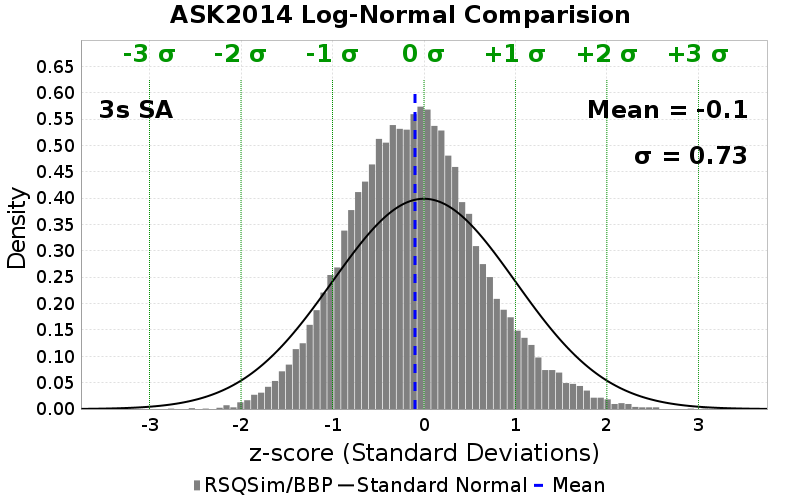 ASK2014 Log-Normal Comparision
-3 σ -2 σ -1 σ 0 σ +1 σ +2 σ +3 σ
3s SA
Mean = -0.1
σ = 0.73
Density
0.65
0.60
0.55
0.50
0.45
0.40
0.35
0.30
0.25
0.20
0.15
0.10
0.05
0.00
-3 -2 -1 0 1 2 3
z-score (Standard Deviations)
RSQSim/BBP Standard Normal Mean